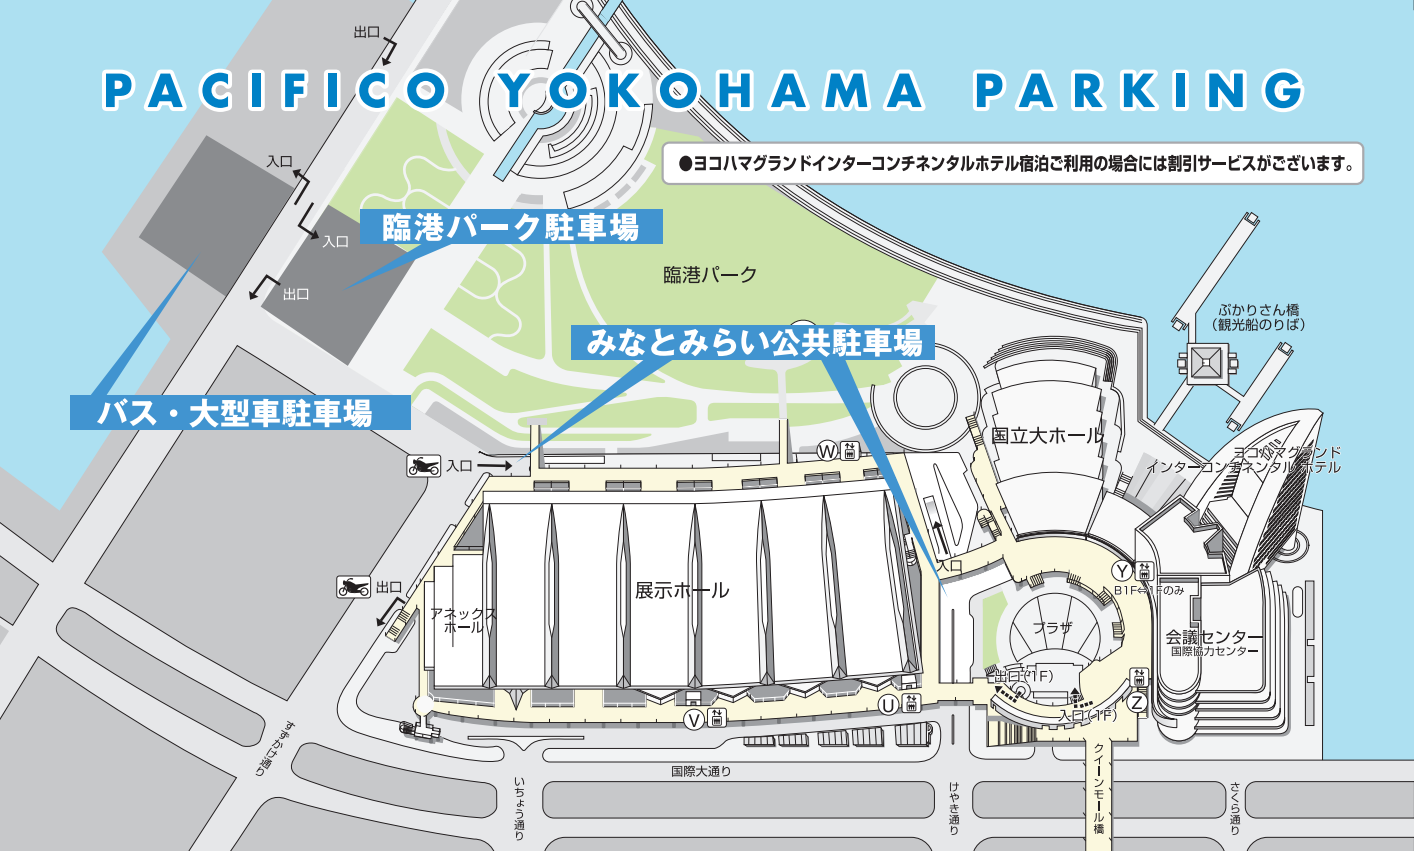 出口
PACIFICO YOKOHAMA PARKING
●ヨコハマグランドインターコンチネンタルホテル宿泊ご利用の場合には割引サービスがございます。
入口
臨港パーク駐車場
入口
臨港パーク
出口
ぷかりさん橋
(観光船のりば)
みなとみらい公共駐車場
バス・大型車駐車場
国立大ホール
W
ヨコハマグランド
インターコンチネンタル ホテル
入口
入口
Y
B1F⇔1Fのみ
出口
展示ホール
アネックス
ホール
プラザ
会議センター
国際協力センター
出口(1F)
Z
U
V
入口(1F)
すずかけ通り
国際大通り
いちょう通り
けやき通り
クイーンモール橋
さくら通り